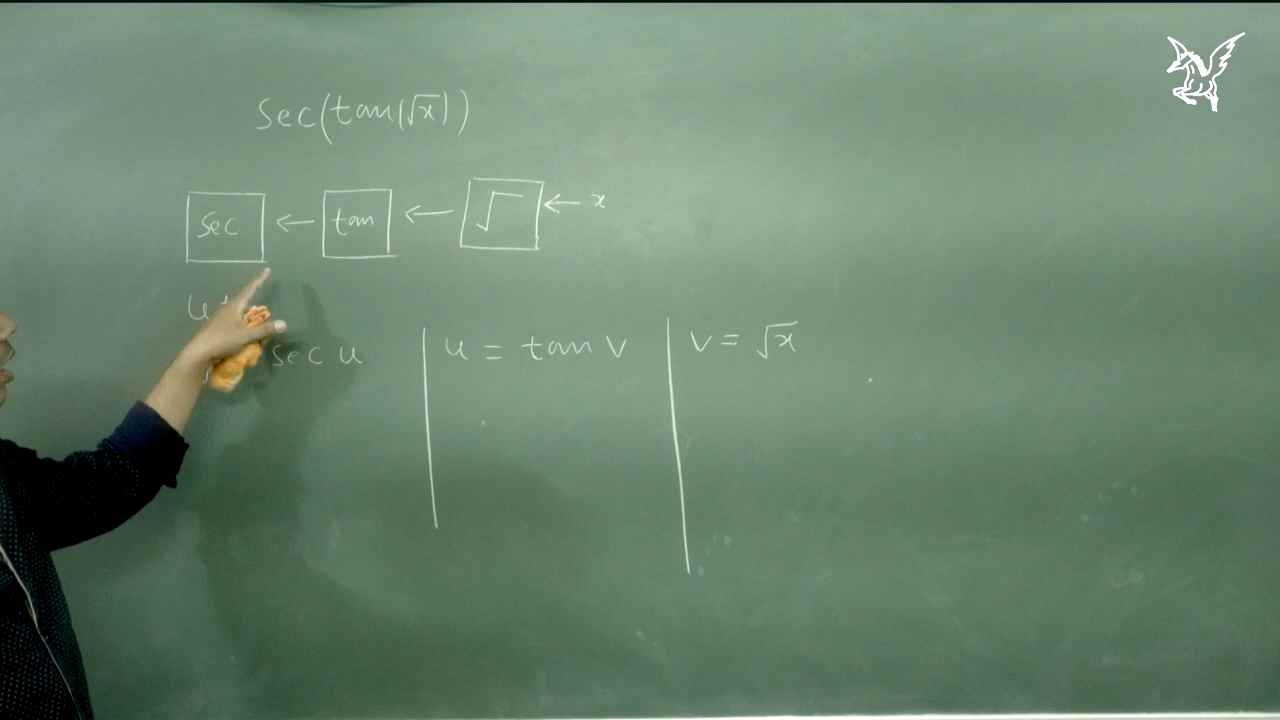 sec(tan(√x))
sec ← tan ← √ ← x
sec u | u = tan v | v = √x